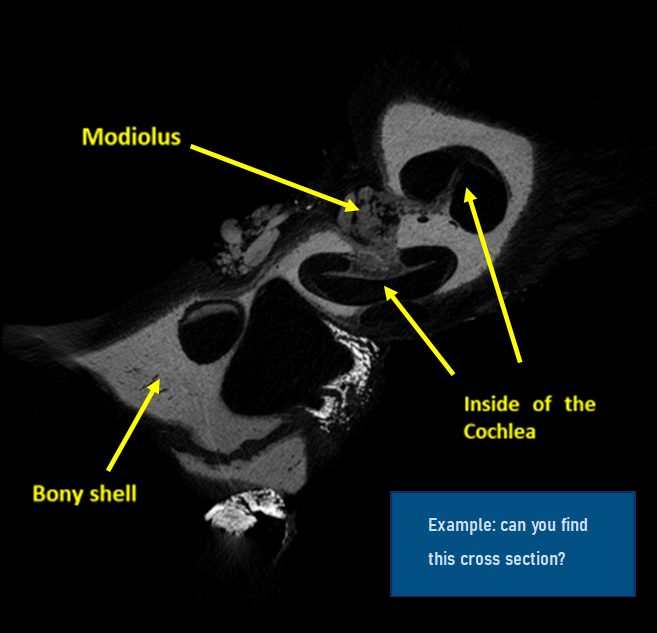 Modiolus
Inside of the
Cochlea
Bony shell
Example: can you find
this cross section?